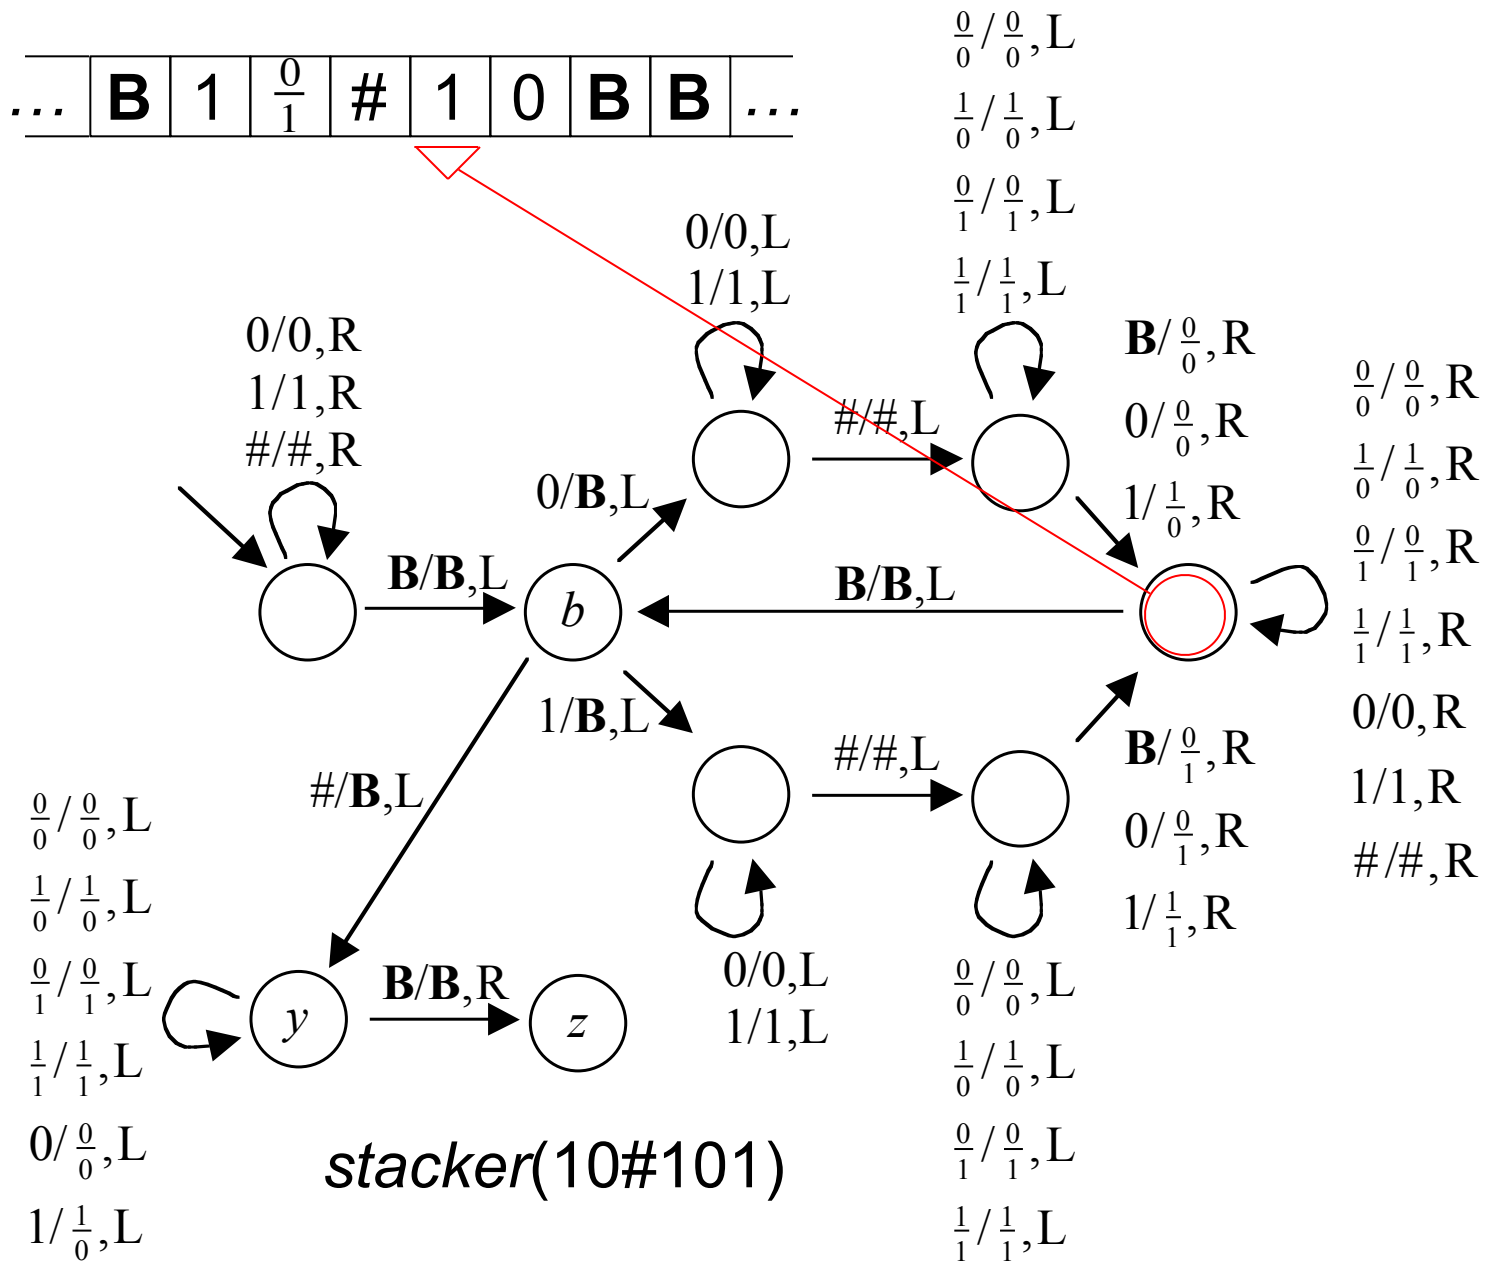 ... B 1 0/1 # 1 0 B B ...
0/0 / 0/0 , L
1/0 / 1/0 , L
0/1 / 0/1 , L
1/1 / 1/1 , L
0/0,L
1/1,L
0/0,R
1/1,R
#/#,R
B/ 0/0 , R
0/ 0/0 , R
1/ 1/0 , R
0/0 / 0/0 , R
1/0 / 1/0 , R
0/1 / 0/1 , R
1/1 / 1/1 , R
0/0, R
1/1, R
#/#, R
#/#,L
0/B,L
B/B,L
b
B/B,L
1/B,L
#/#,L
B/ 0/1 , R
0/ 0/1 , R
1/ 1/1 , R
#/B,L
0/0 / 0/0 , L
1/0 / 1/0 , L
0/1 / 0/1 , L
1/1 / 1/1 , L
0/ 0/0 , L
1/ 1/0 , L
y
B/B,R
z
0/0,L
1/1,L
0/0 / 0/0 , L
1/0 / 1/0 , L
0/1 / 0/1 , L
1/1 / 1/1 , L
stacker(10#101)